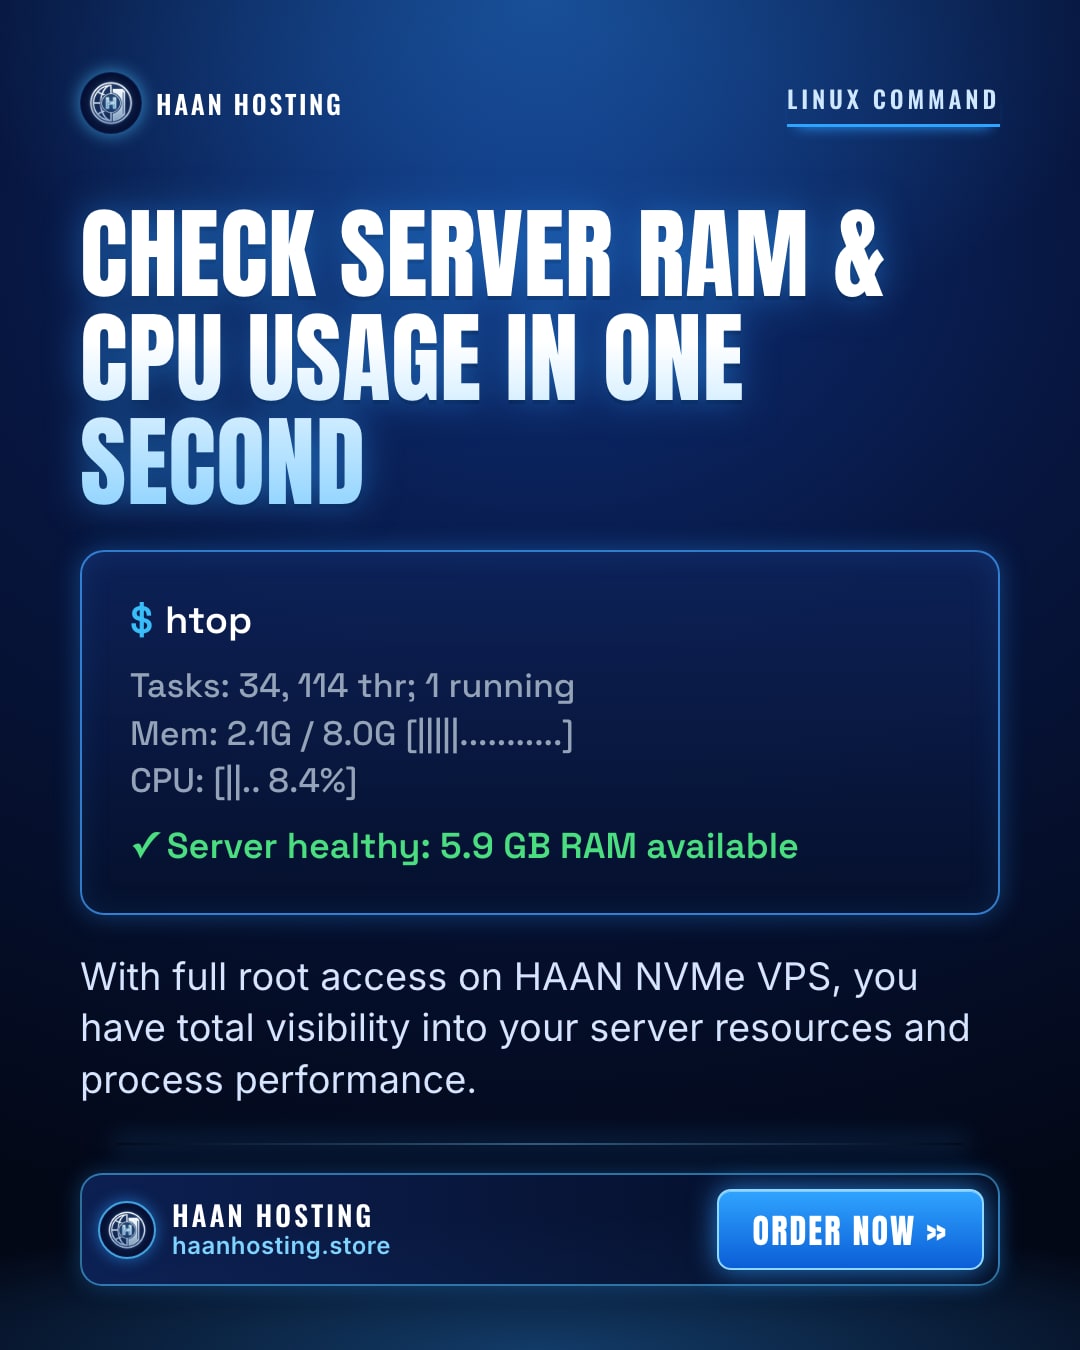 HAAN HOSTING
LINUX COMMAND
CHECK SERVER RAM &
CPU USAGE IN ONE
SECOND
$ htop
Tasks: 34, 114 thr; 1 running
Mem: 2.1G / 8.0G [|||||...........]
CPU: [||.. 8.4%]
✓ Server healthy: 5.9 GB RAM available
With full root access on HAAN NVMe VPS, you
have total visibility into your server resources and
process performance.
HAAN HOSTING
haanhosting.store
ORDER NOW »